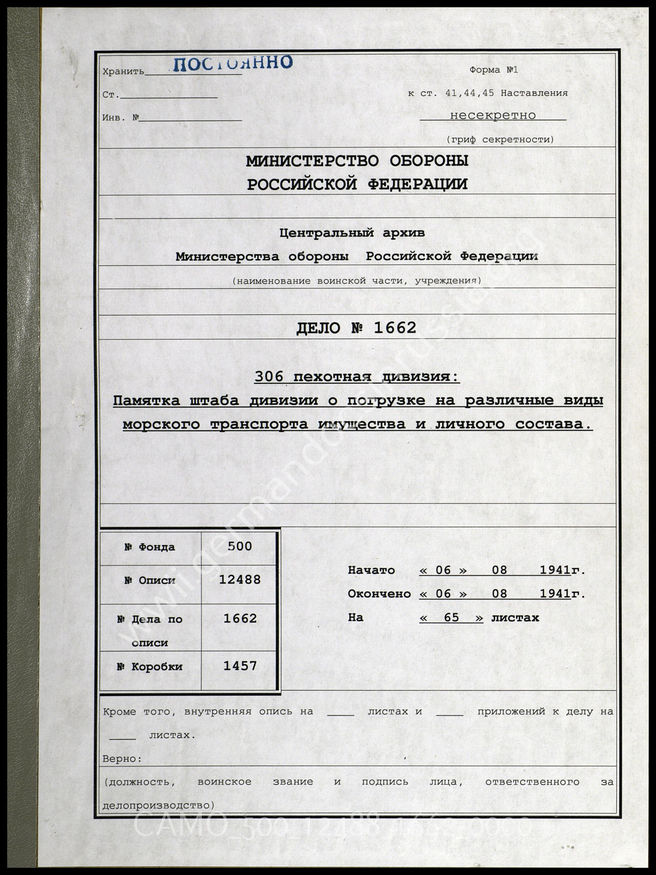 Хранить ПОСТОЯННО
Форма №1
Ст.
к ст. 41,44,45 Наставления
Инв. №
несекретно
(гриф секретности)
МИНИСТЕРСТВО ОБОРОНЫ
РОССИЙСКОЙ ФЕДЕРАЦИИ
Центральный архив
Министерства обороны Российской Федерации
(наименование воинской части, учреждения)
ДЕЛО № 1662
306 пехотная дивизия:
Памятка штаба дивизии о погрузке на различные виды
морского транспорта имущества и личного состава.
№ Фонда 500
№ Описи 12488
№ Дела по описи 1662
№ Коробки 1457
Начато « 06 » 08 1941г.
Окончено « 06 » 08 1941г.
На « 65 » листах
Кроме того, внутренняя опись на ____ листах и ____ приложений к делу на
____ листах.
Верно:
(должность, воинское звание и подпись лица, ответственного за
делопроизводство)